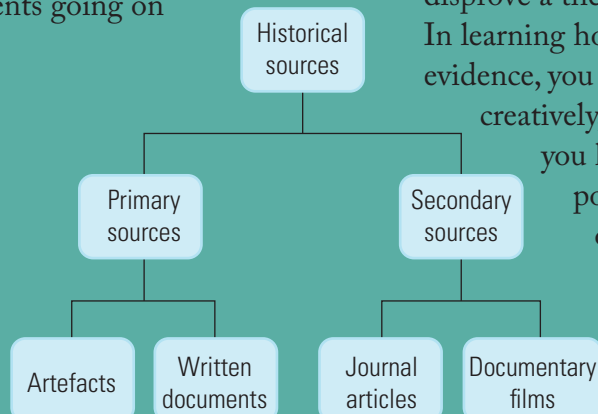 ents going on
disprove a the
In learning ho
evidence, you
creatively
you
po
Historical
sources
Primary
sources
Secondary
sources
Artefacts
Written
documents
Journal
articles
Documentary
films